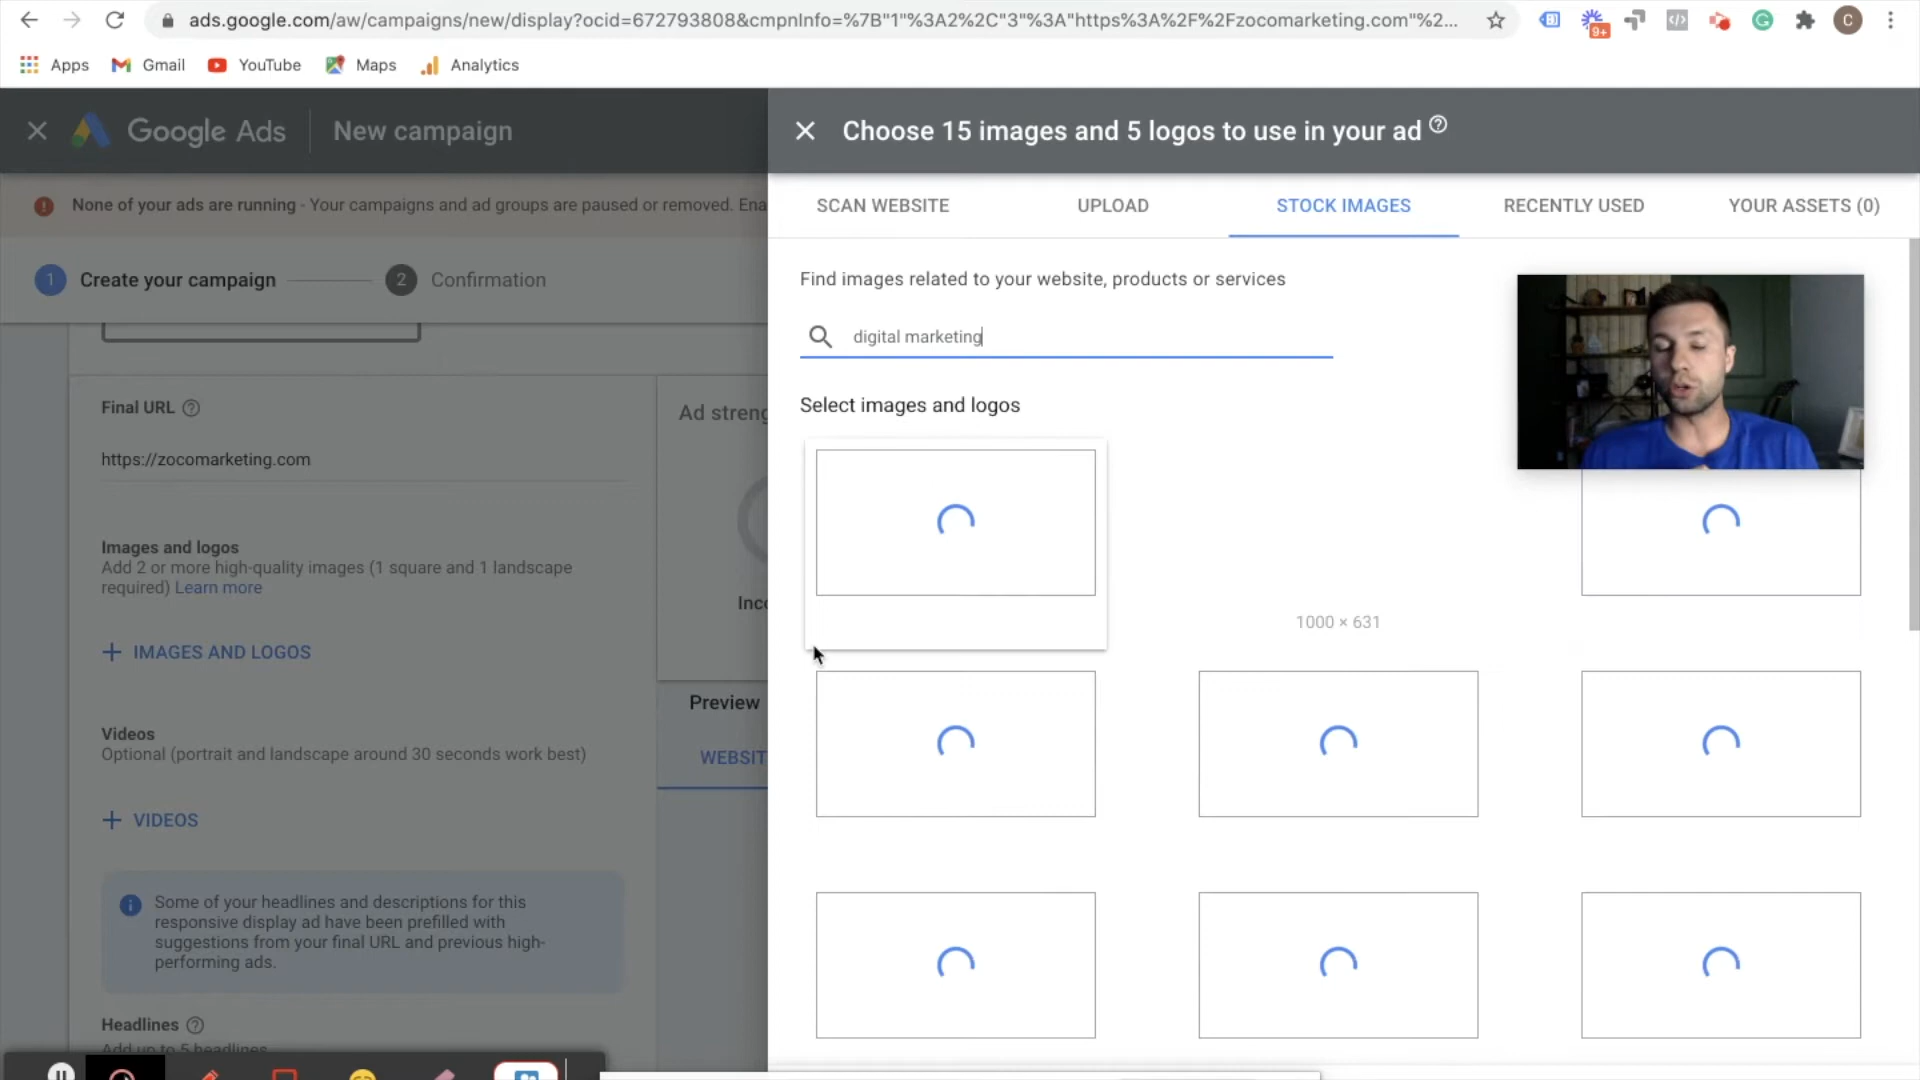 ads.google.com/aw/campaigns/new/display?ocid=672793808&cmpnInfo=%7B"1"%3A2%2C"3"%3A"https%3A%2F%2Fzocomarketing.com"%2...
9+
C
Apps
Gmail
YouTube
Maps
Analytics
Google Ads
New campaign
Choose 15 images and 5 logos to use in your ad
None of your ads are running - Your campaigns and ad groups are paused or removed. Ena
SCAN WEBSITE
UPLOAD
STOCK IMAGES
RECENTLY USED
YOUR ASSETS (0)
1
Create your campaign
2
Confirmation
Find images related to your website, products or services
digital marketing
Select images and logos
Final URL
https://zocomarketing.com
Ad streng
Images and logos
Add 2 or more high-quality images (1 square and 1 landscape
required) Learn more
Inco
1000 × 631
IMAGES AND LOGOS
Preview
Videos
Optional (portrait and landscape around 30 seconds work best)
WEBSIT
VIDEOS
Some of your headlines and descriptions for this
responsive display ad have been prefilled with
suggestions from your final URL and previous high-
performing ads.
Headlines
Add up to 5 headlines